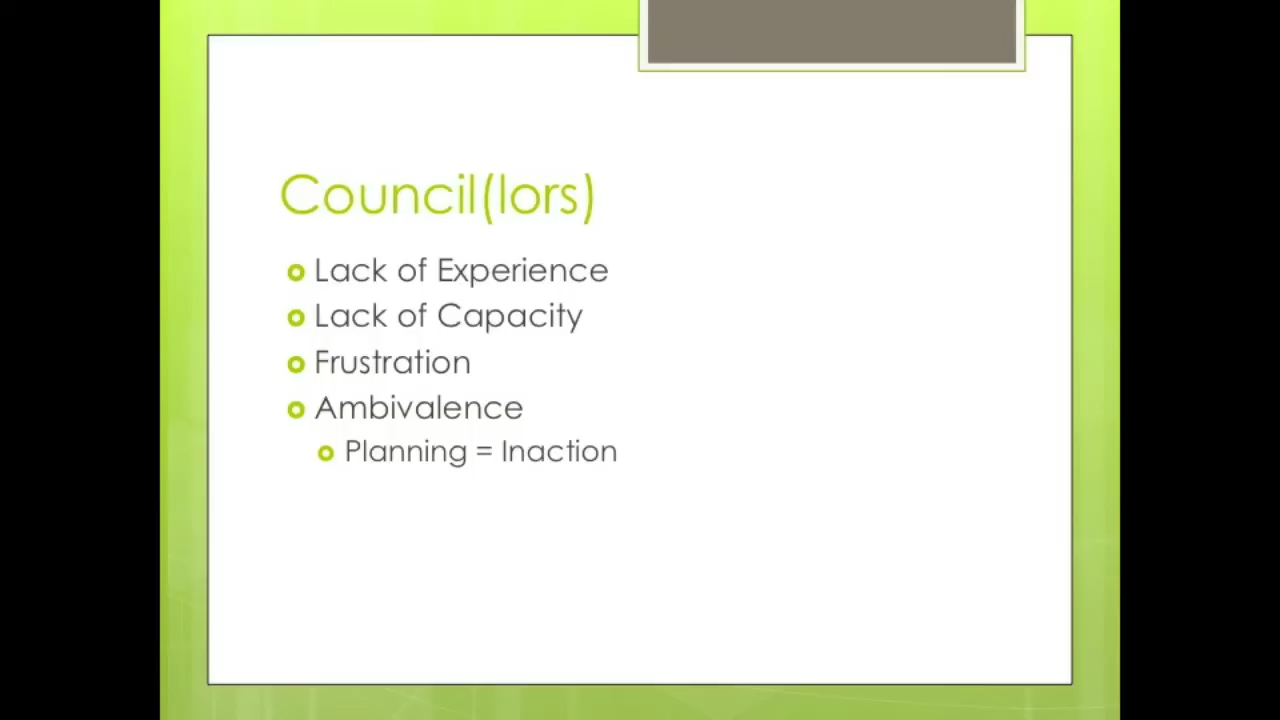 Council(lors)
Lack of Experience
Lack of Capacity
Frustration
Ambivalence
Planning = Inaction